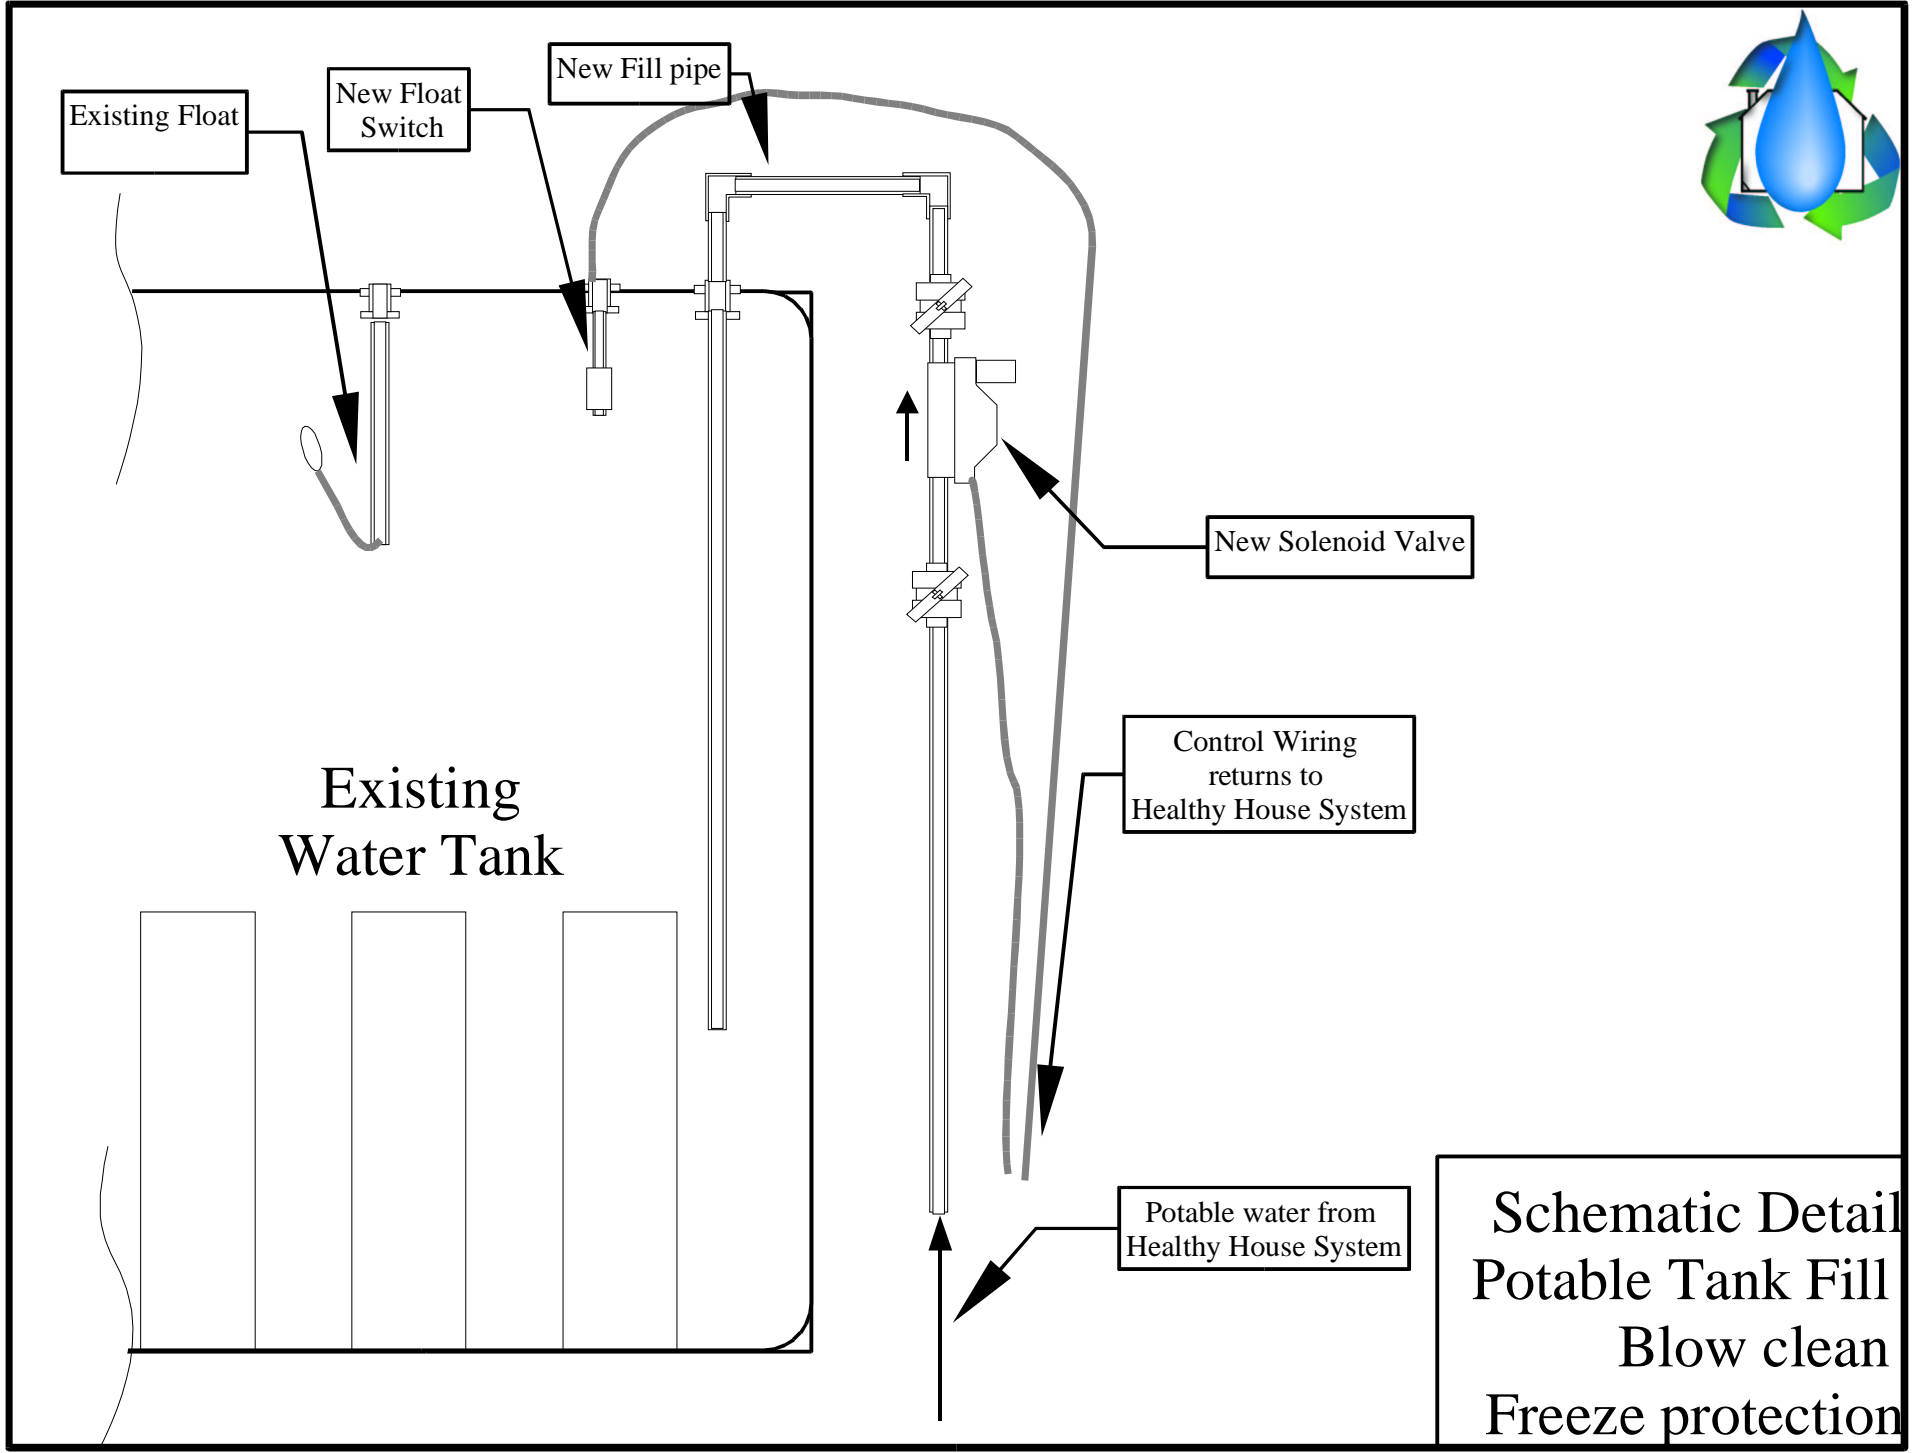 New Fill pipe
New Float
Switch
Existing Float
New Solenoid Valve
Control Wiring
returns to
Healthy House System
Existing
Water Tank
Potable water from
Healthy House System
Schematic Detail
Potable Tank Fill
Blow clean
Freeze protection